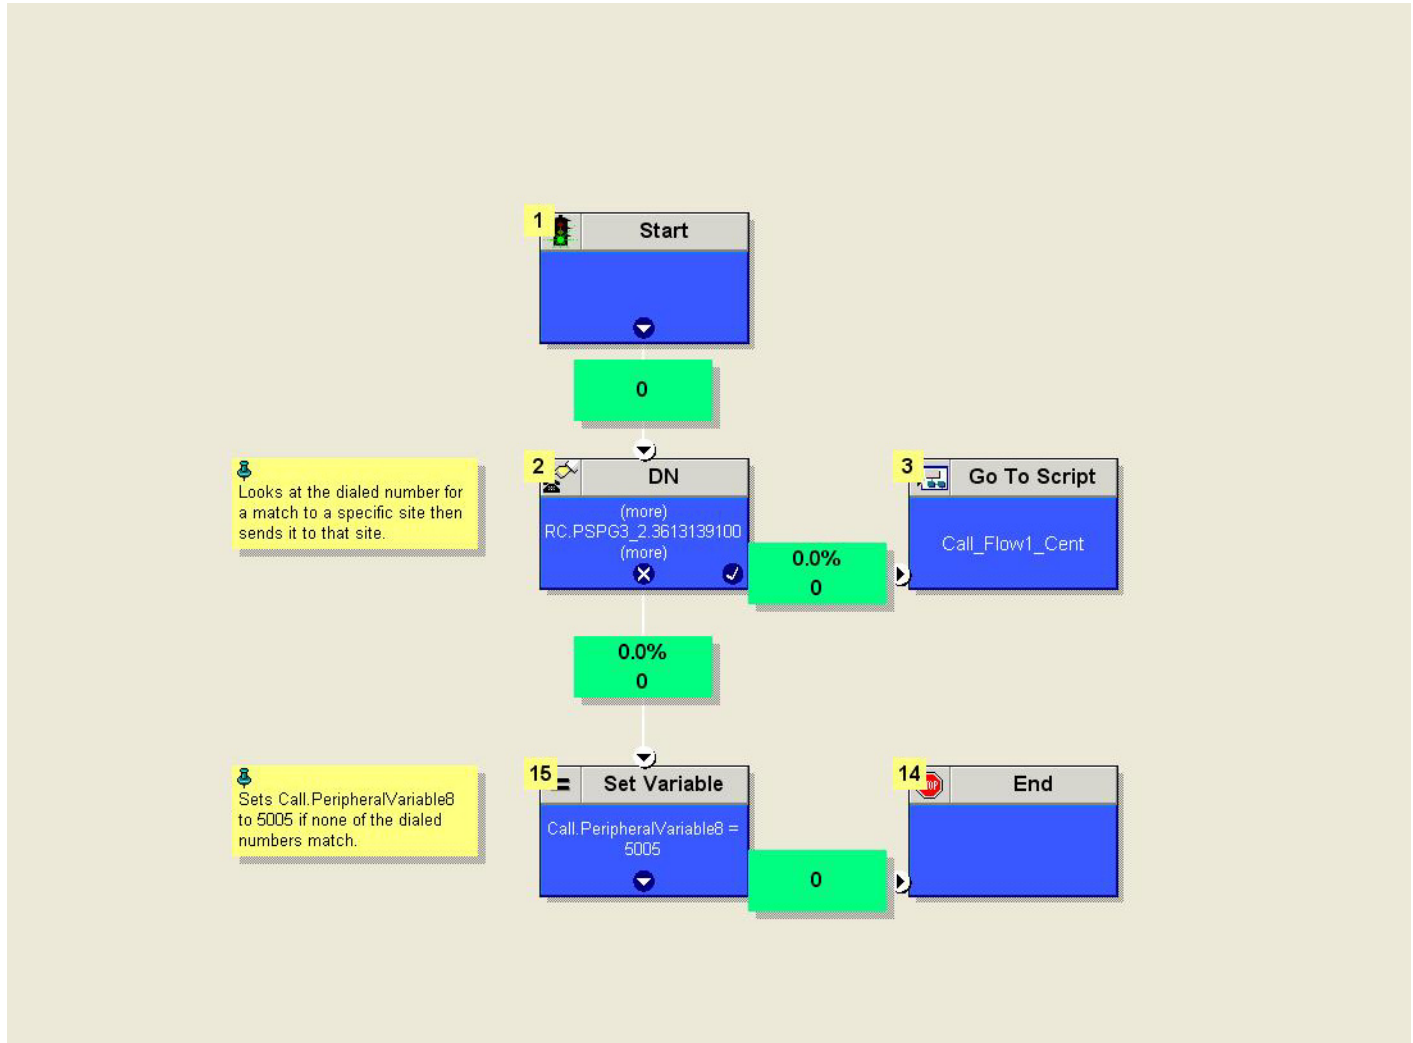 1
Start
0
Looks at the dialed number for
a match to a specific site then
sends it to that site.
2
DN
(more)
RC.PSPG3_2.3613139100
(more)
0.0%
0
3
Go To Script
Call_Flow1_Cent
0.0%
0
Sets Call.PeripheralVariable8
to 5005 if none of the dialed
numbers match.
15
=
Set Variable
Call.PeripheralVariable8 =
5005
0
14
STOP
End